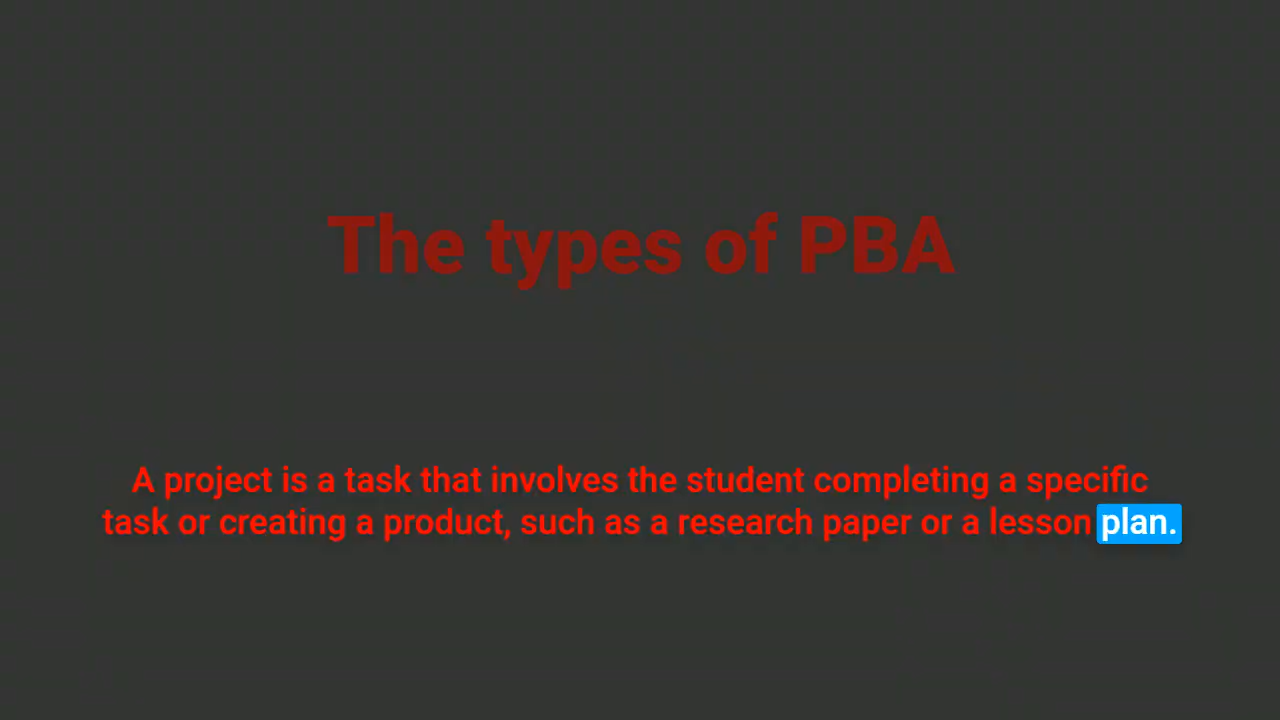 The types of PBA
A project is a task that involves the student completing a specific
task or creating a product, such as a research paper or a lesson plan.